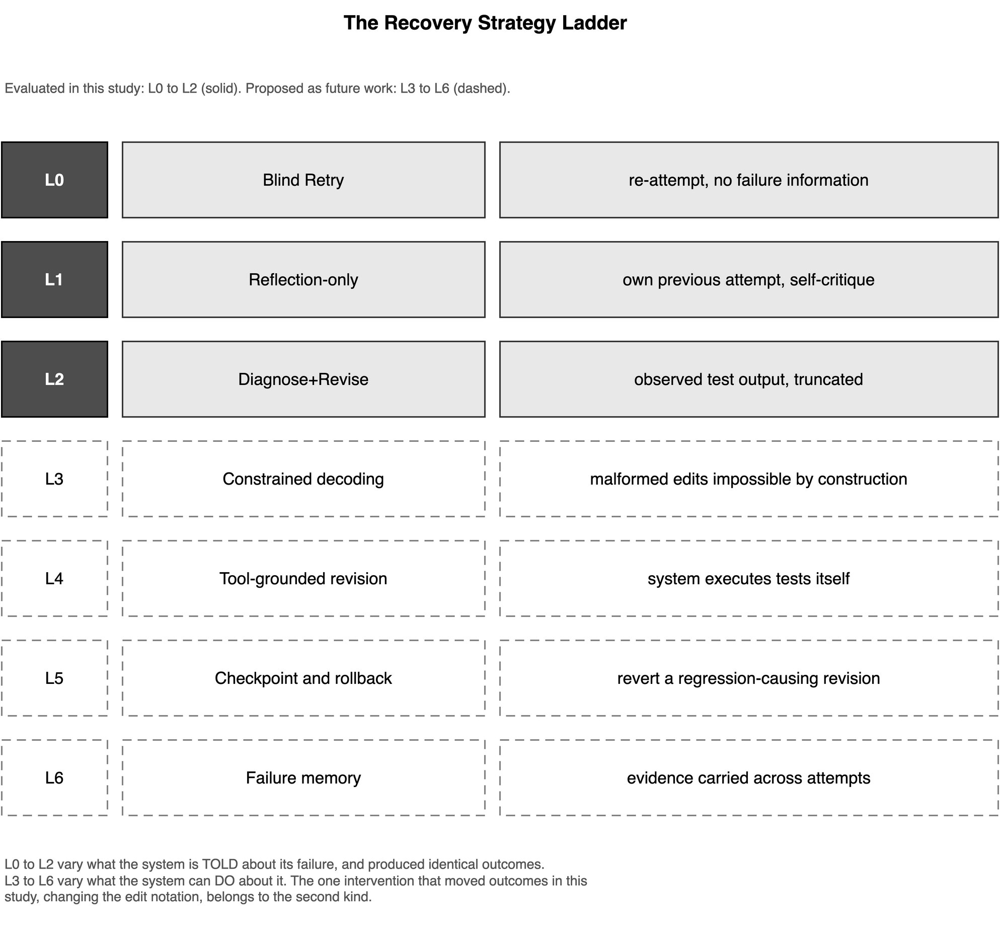 The Recovery Strategy Ladder
Evaluated in this study: L0 to L2 (solid). Proposed as future work: L3 to L6 (dashed).
L0
Blind Retry
re-attempt, no failure information
L1
Reflection-only
own previous attempt, self-critique
L2
Diagnose+Revise
observed test output, truncated
L3
Constrained decoding
malformed edits impossible by construction
L4
Tool-grounded revision
system executes tests itself
L5
Checkpoint and rollback
revert a regression-causing revision
L6
Failure memory
evidence carried across attempts
L0 to L2 vary what the system is TOLD about its failure, and produced identical outcomes.
L3 to L6 vary what the system can DO about it. The one intervention that moved outcomes in this
study, changing the edit notation, belongs to the second kind.